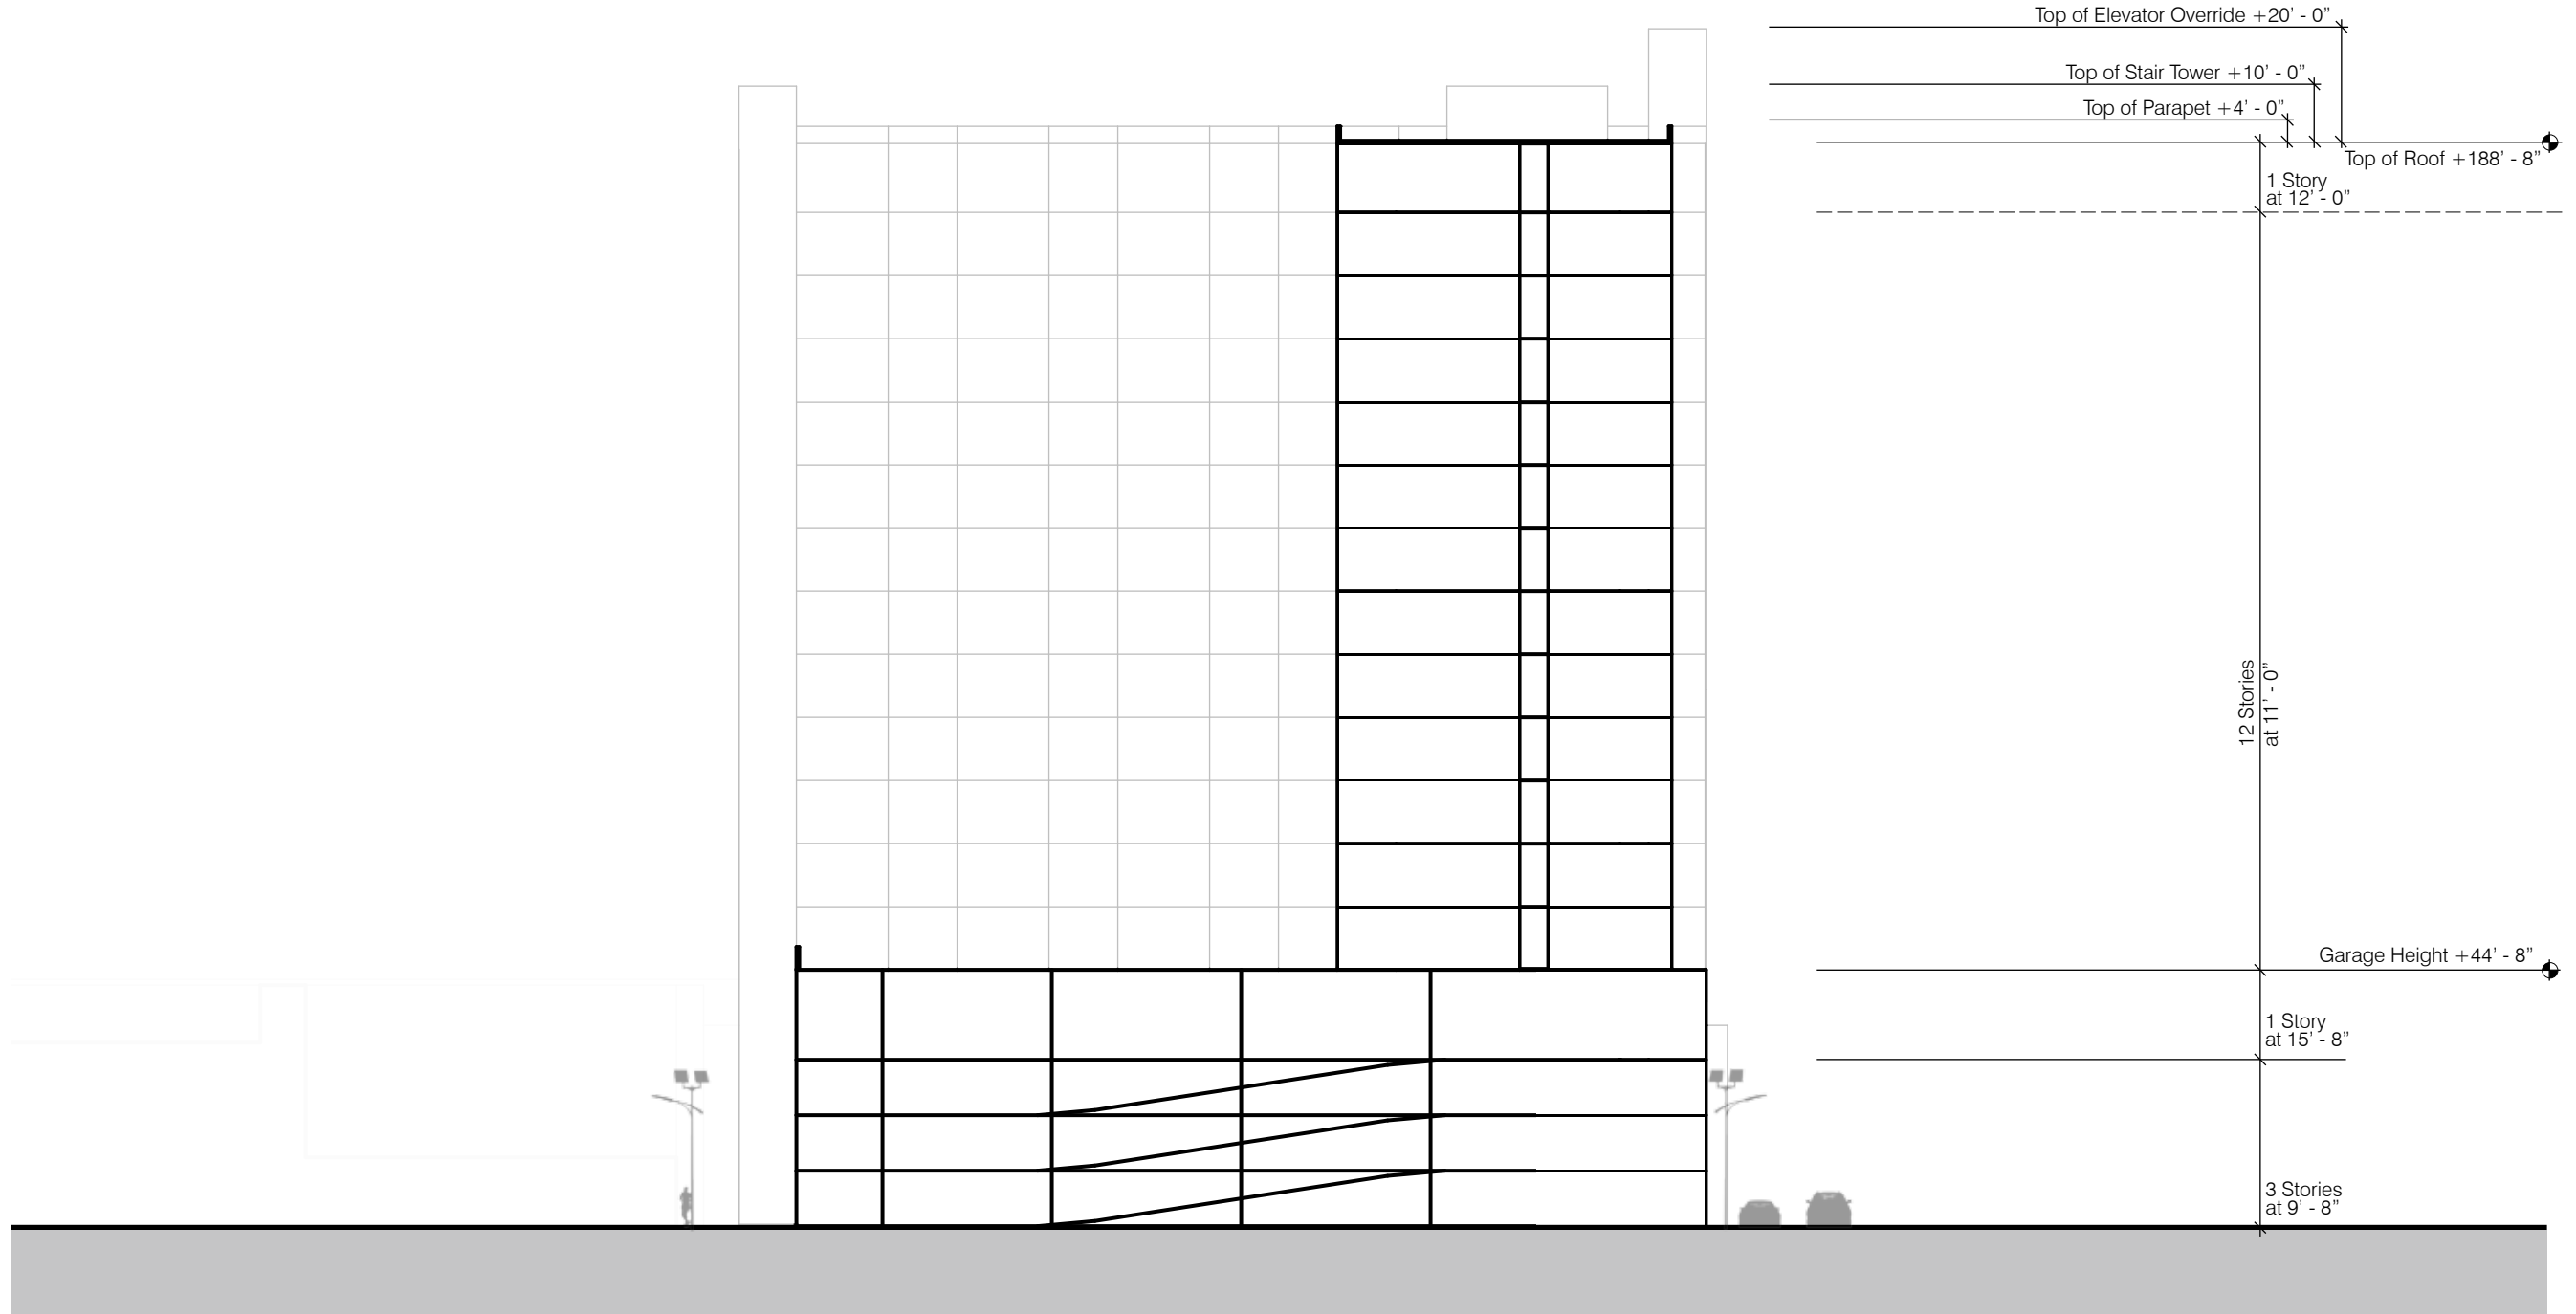 Top of Elevator Override +20’ - 0”
Top of Stair Tower +10’ - 0”
Top of Parapet +4’ - 0”
Top of Roof +188’ - 8”
1 Story
at 12’ - 0”
12 Stories
at 11’ - 0”
Garage Height +44’ - 8”
1 Story
at 15’ - 8”
3 Stories
at 9’ - 8”